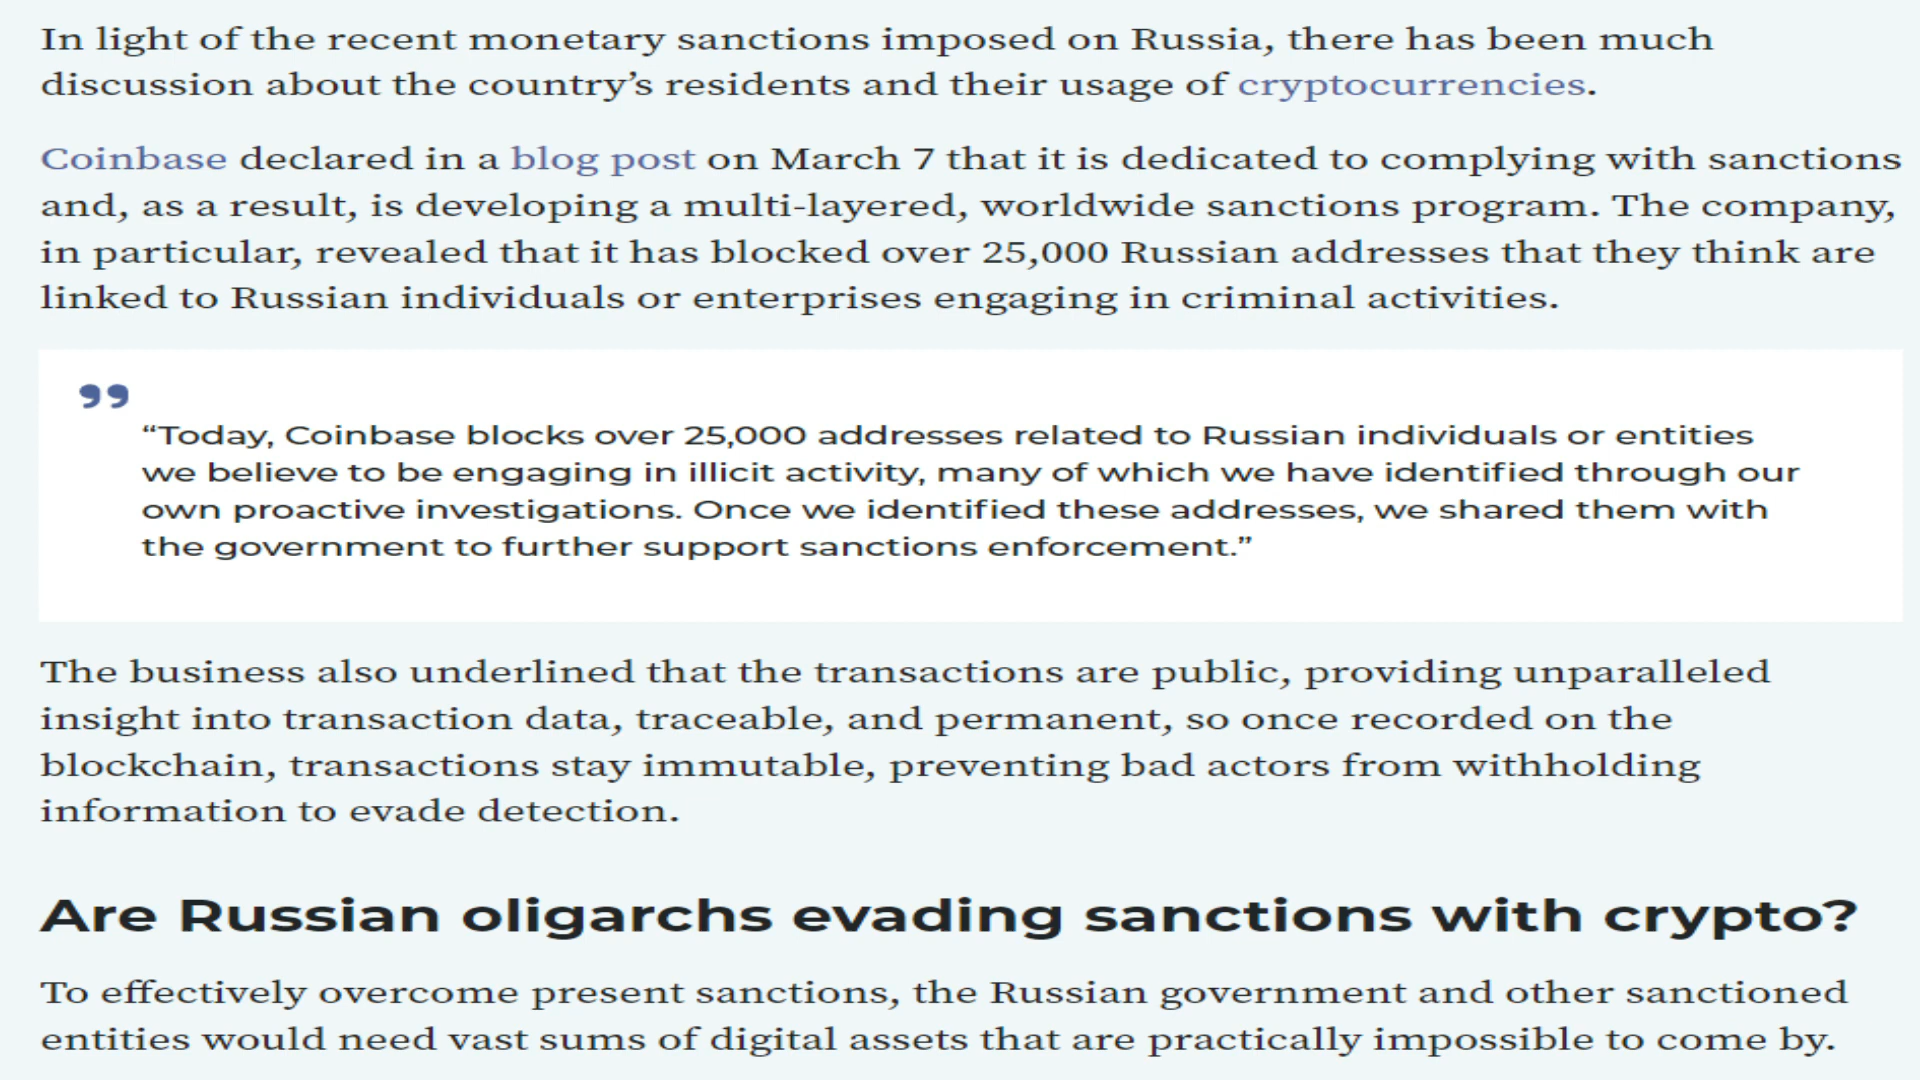 In light of the recent monetary sanctions imposed on Russia, there has been much
discussion about the country’s residents and their usage of cryptocurrencies.
Coinbase declared in a blog post on March 7 that it is dedicated to complying with sanctions
and, as a result, is developing a multi-layered, worldwide sanctions program. The company,
in particular, revealed that it has blocked over 25,000 Russian addresses that they think are
linked to Russian individuals or enterprises engaging in criminal activities.
”
“Today, Coinbase blocks over 25,000 addresses related to Russian individuals or entities
we believe to be engaging in illicit activity, many of which we have identified through our
own proactive investigations. Once we identified these addresses, we shared them with
the government to further support sanctions enforcement.”
The business also underlined that the transactions are public, providing unparalleled
insight into transaction data, traceable, and permanent, so once recorded on the
blockchain, transactions stay immutable, preventing bad actors from withholding
information to evade detection.
Are Russian oligarchs evading sanctions with crypto?
To effectively overcome present sanctions, the Russian government and other sanctioned
entities would need vast sums of digital assets that are practically impossible to come by.